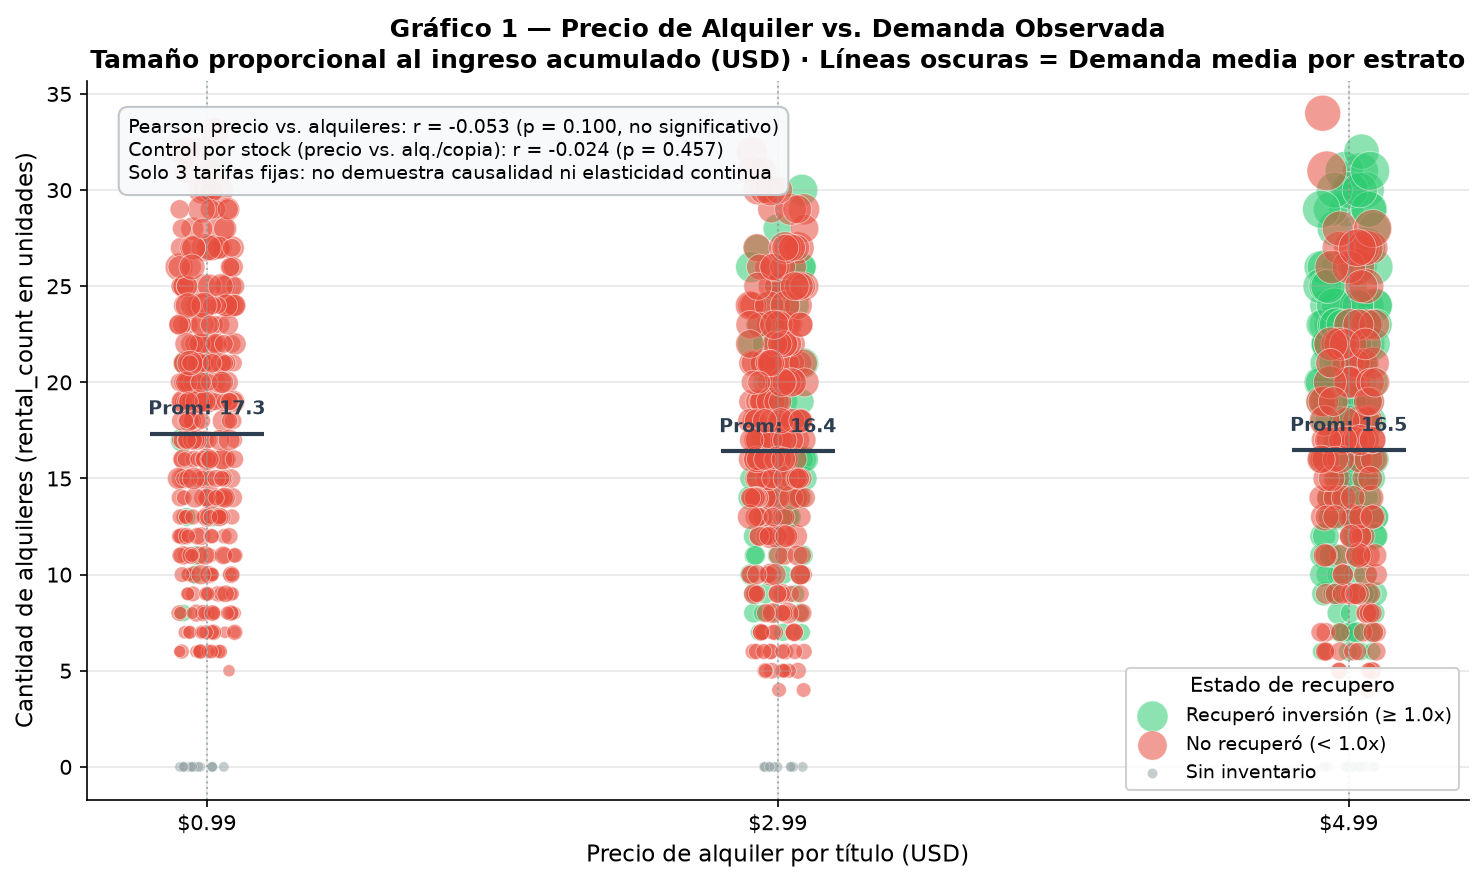 Gráfico 1 — Precio de Alquiler vs. Demanda Observada
Tamaño proporcional al ingreso acumulado (USD) · Líneas oscuras = Demanda media por estrato
Cantidad de alquileres (rental_count en unidades)
35
30
25
20
15
10
5
0
Pearson precio vs. alquileres: r = -0.053 (p = 0.100, no significativo)
Control por stock (precio vs. alq./copia): r = -0.024 (p = 0.457)
Solo 3 tarifas fijas: no demuestra causalidad ni elasticidad continua
Prom: 17.3
Prom: 16.4
Prom: 16.5
Estado de recupero
Recuperó inversión (≥ 1.0x)
No recuperó (< 1.0x)
Sin inventario
$0.99
$2.99
$4.99
Precio de alquiler por título (USD)